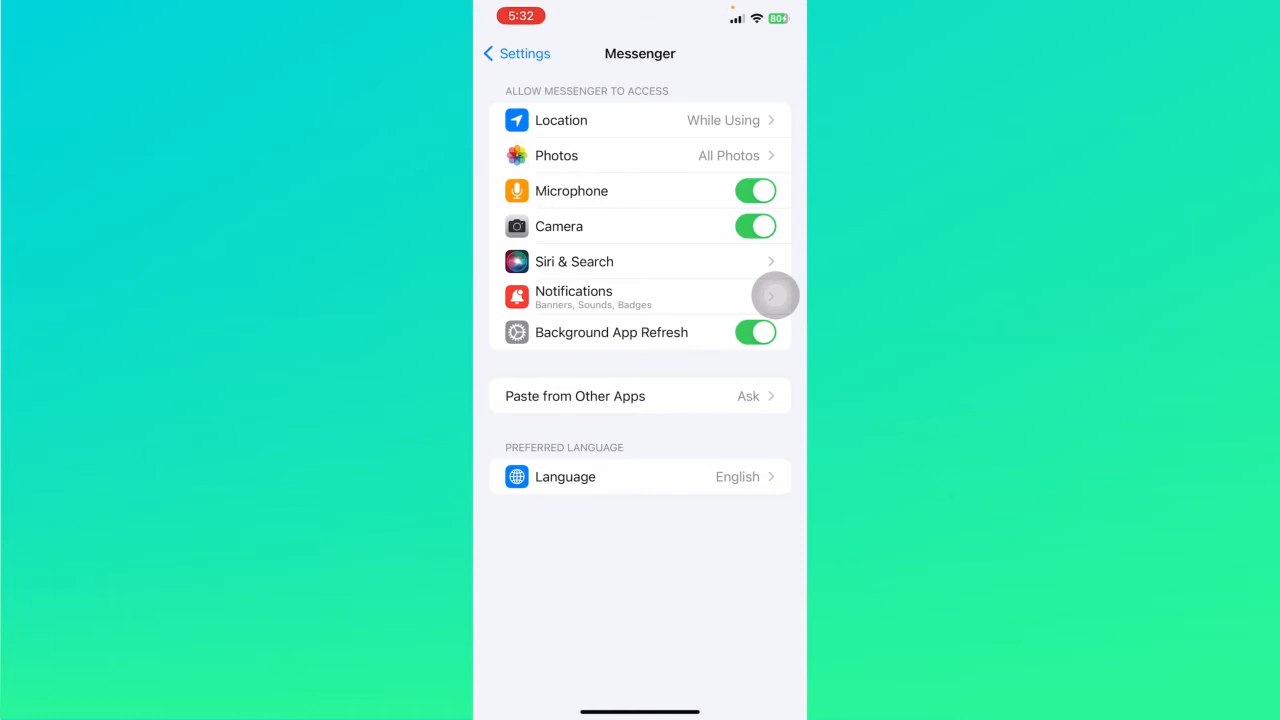 5:32
80
Settings
Messenger
ALLOW MESSENGER TO ACCESS
Location While Using
Photos All Photos
Microphone
Camera
Siri & Search
Notifications
Banners, Sounds, Badges
Background App Refresh
Paste from Other Apps Ask
PREFERRED LANGUAGE
Language English